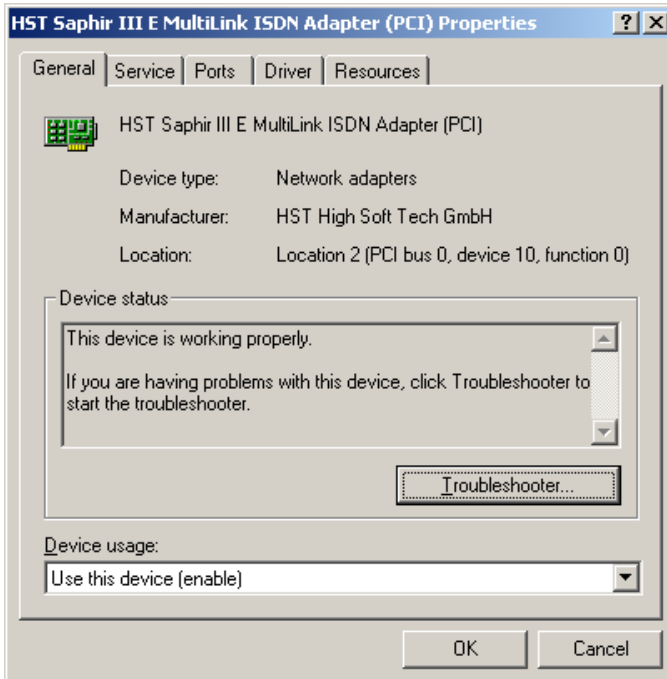 HST Saphir III E MultiLink ISDN Adapter (PCI) Properties
General Service Ports Driver Resources
HST Saphir III E MultiLink ISDN Adapter (PCI)
Device type: Network adapters
Manufacturer: HST High Soft Tech GmbH
Location: Location 2 (PCI bus 0, device 10, function 0)
Device status
This device is working properly.
If you are having problems with this device, click Troubleshooter to
start the troubleshooter.
Troubleshooter...
Device usage:
Use this device (enable)
OK Cancel